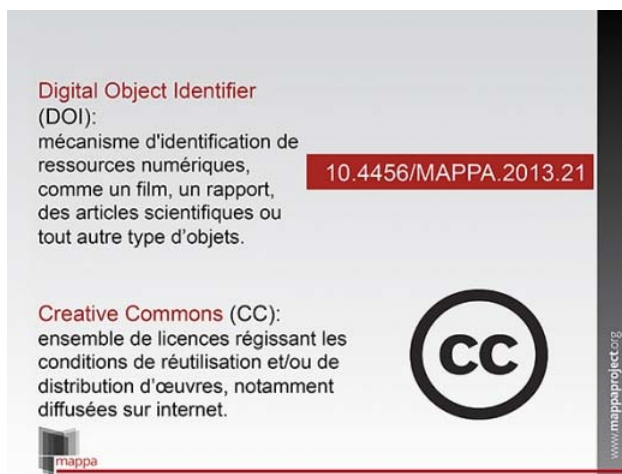 Digital Object Identifier
(DOI):
mécanisme d'identification de
ressources numériques,
comme un film, un rapport,
des articles scientifiques ou
tout autre type d’objets.
10.4456/MAPPA.2013.21
Creative Commons (CC):
ensemble de licences régissant les
conditions de réutilisation et/ou de
distribution d’œuvres, notamment
diffusées sur internet.
cc
mappa
www.mappaproject.org